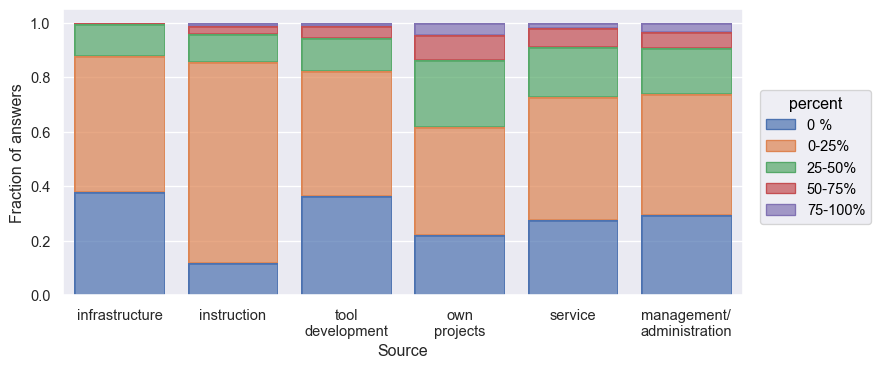 Fraction of answers
1.0
0.8
0.6
0.4
0.2
0.0
infrastructure
instruction
tool
development
own
projects
service
management/
administration
Source
percent
0 %
0-25%
25-50%
50-75%
75-100%